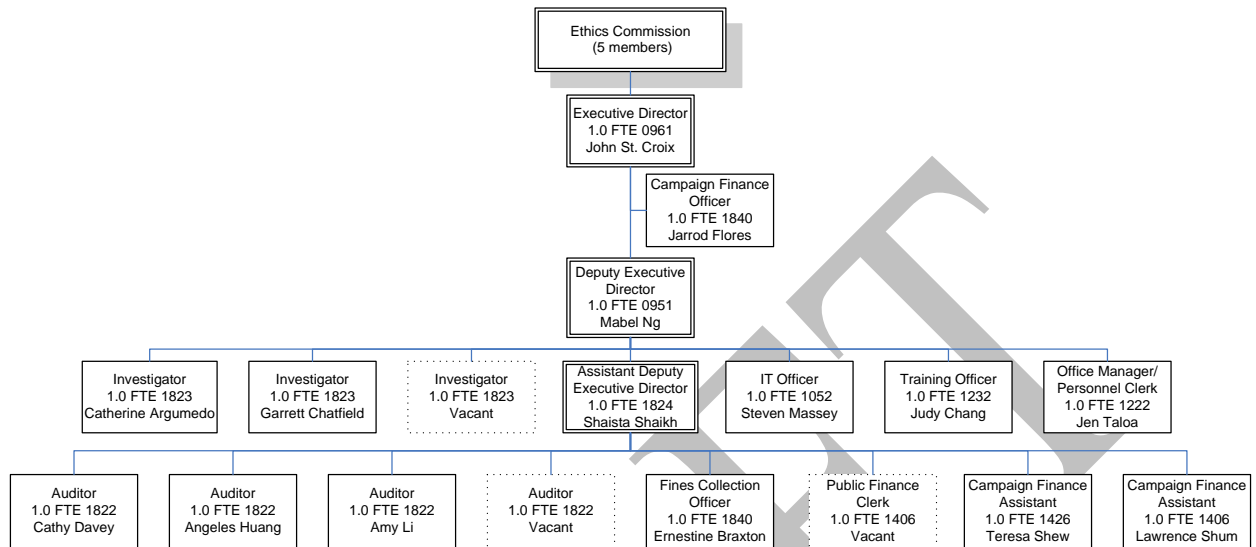 Ethics Commission
(5 members)
Executive Director
1.0 FTE 0961
John St. Croix
Campaign Finance
Officer
1.0 FTE 1840
Jarrod Flores
Deputy Executive
Director
1.0 FTE 0951
Mabel Ng
Investigator
1.0 FTE 1823
Catherine Argumedo
Investigator
1.0 FTE 1823
Garrett Chatfield
Investigator
1.0 FTE 1823
Vacant
Assistant Deputy
Executive Director
1.0 FTE 1824
Shaista Shaikh
IT Officer
1.0 FTE 1052
Steven Massey
Training Officer
1.0 FTE 1232
Judy Chang
Office Manager/
Personnel Clerk
1.0 FTE 1222
Jen Taloa
Auditor
1.0 FTE 1822
Cathy Davey
Auditor
1.0 FTE 1822
Angeles Huang
Auditor
1.0 FTE 1822
Amy Li
Auditor
1.0 FTE 1822
Vacant
Fines Collection
Officer
1.0 FTE 1840
Ernestine Braxton
Public Finance
Clerk
1.0 FTE 1406
Vacant
Campaign Finance
Assistant
1.0 FTE 1426
Teresa Shew
Campaign Finance
Assistant
1.0 FTE 1406
Lawrence Shum